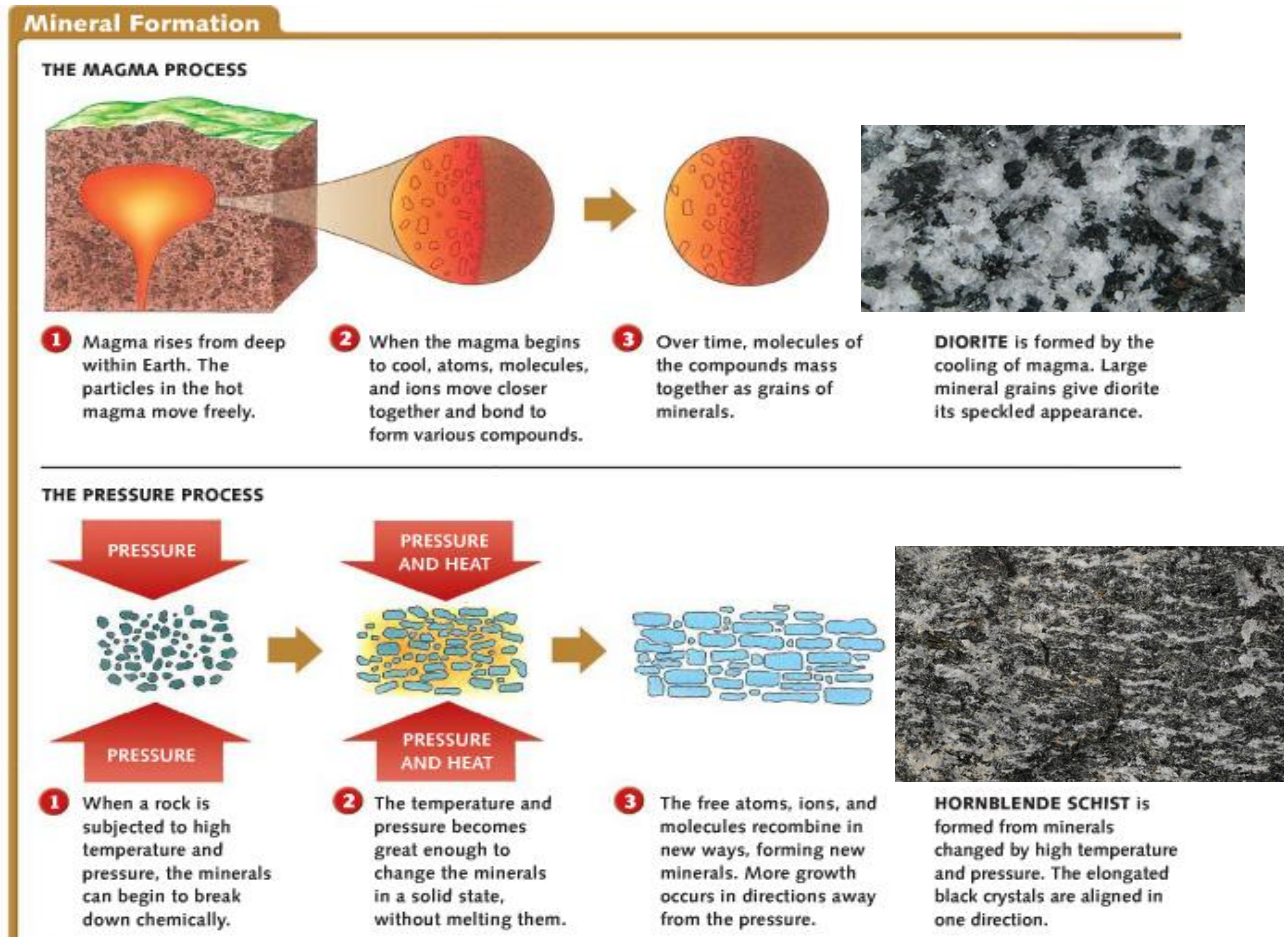 Mineral Formation
THE MAGMA PROCESS
1 Magma rises from deep
within Earth. The
particles in the hot
magma move freely.
2 When the magma begins
to cool, atoms, molecules,
and ions move closer
together and bond to
form various compounds.
3 Over time, molecules of
the compounds mass
together as grains of
minerals.
DIORITE is formed by the
cooling of magma. Large
mineral grains give diorite
its speckled appearance.
THE PRESSURE PROCESS
PRESSURE
PRESSURE
PRESSURE
AND HEAT
PRESSURE
AND HEAT
1 When a rock is
subjected to high
temperature and
pressure, the minerals
can begin to break
down chemically.
2 The temperature and
pressure becomes
great enough to
change the minerals
in a solid state,
without melting them.
3 The free atoms, ions, and
molecules recombine in
new ways, forming new
minerals. More growth
occurs in directions away
from the pressure.
HORNBLENDE SCHIST is
formed from minerals
changed by high temperature
and pressure. The elongated
black crystals are aligned in
one direction.